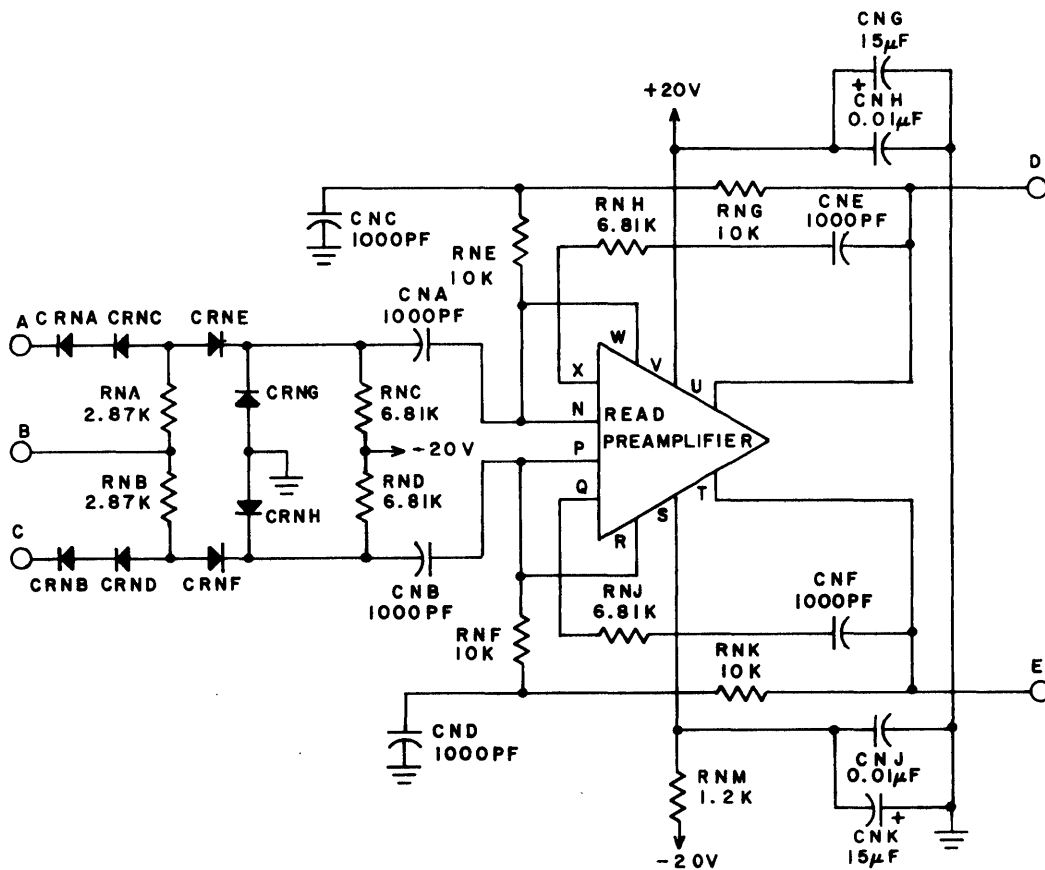 CNG
15μF
+
CNH
0.01μF
+20V
D
CNC
1000PF
RNH
6.81K
RNG
10K
CNE
1000PF
RNE
10K
CNA
1000PF
A
CRNA
CRNC
CRNE
W
V
U
X
N
READ
PREAMPLIFIER
P
Q
R
S
T
RNA
2.87K
CRNG
RNC
6.81K
B
-20V
RNB
2.87K
RND
6.81K
CRNH
C
CRNB
CRND
CRNF
CNB
1000PF
RNJ
6.81K
CNF
1000PF
RNF
10K
RNK
10K
E
CND
1000PF
RNM
1.2K
CNJ
0.01μF
+
CNK
15μF
-20V